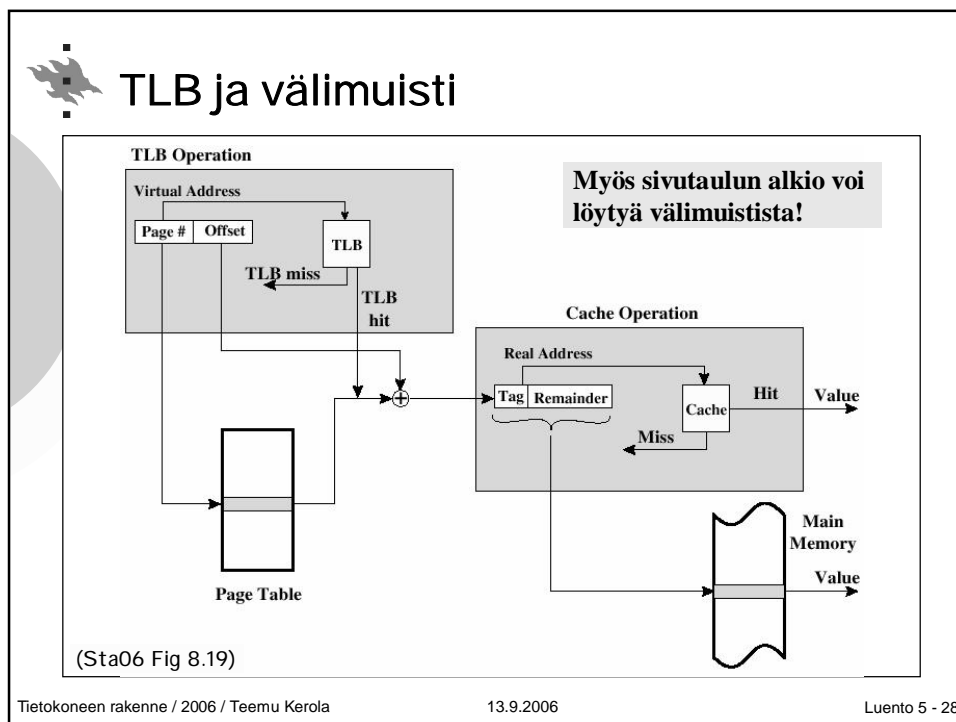 TLB ja välimuisti
TLB Operation
Myös sivutaulun alkio voi
löytyä välimuistista!
Virtual Address
Page # Offset
TLB
TLB miss
TLB
hit
Cache Operation
Real Address
Tag Remainder
Cache
Hit
Value
Miss
Page Table
Main
Memory
Value
(Sta06 Fig 8.19)
Tietokoneen rakenne / 2006 / Teemu Kerola 13.9.2006 Luento 5 - 28